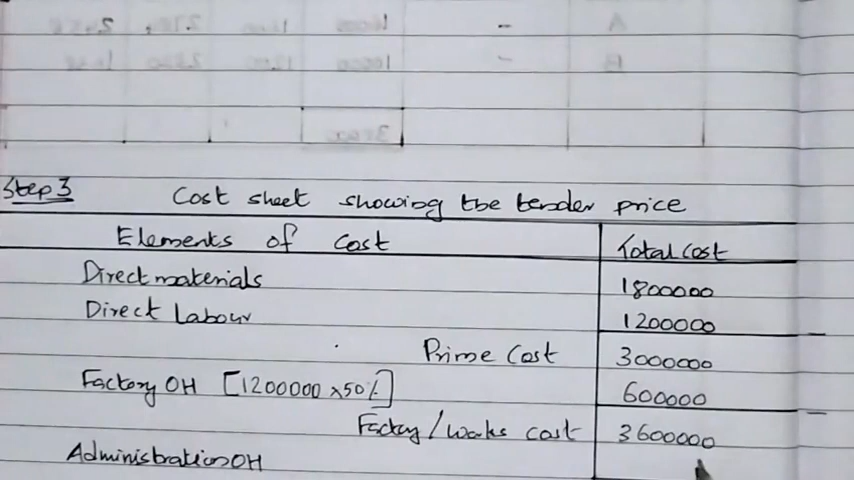 Step 3 Cost sheet showing the tender price
Elements of Cost Total cost
Direct materials 1800000
Direct Labour 1200000
Prime Cost 3000000
Factory OH [1200000 x 50%] 600000
Factory / works cost 3600000
Administration OH